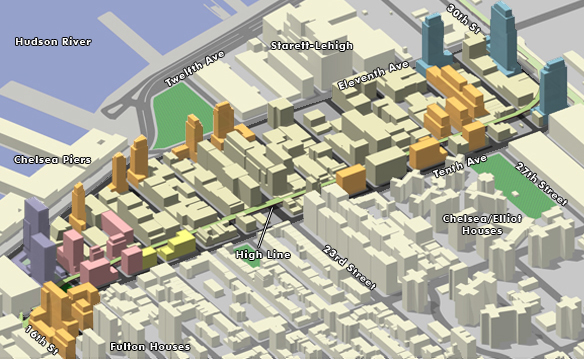 30th St
Hudson River
Starett-Lehigh
Twelfth Ave
Eleventh Ave
Chelsea Piers
Tenth Ave
27th Street
Chelsea/Elliot
Houses
High Line
23rd Street
16th St
Fulton Houses